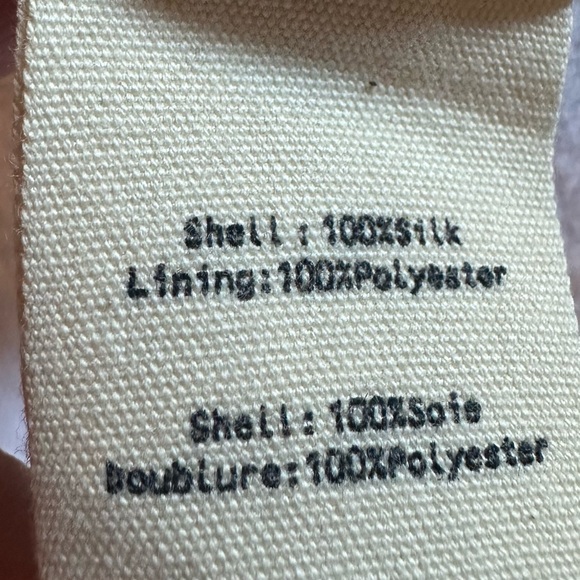 Shell: 100%Silk
Lining:100%Polyester
Shell: 100%Soie
Doublure:100%Polyester